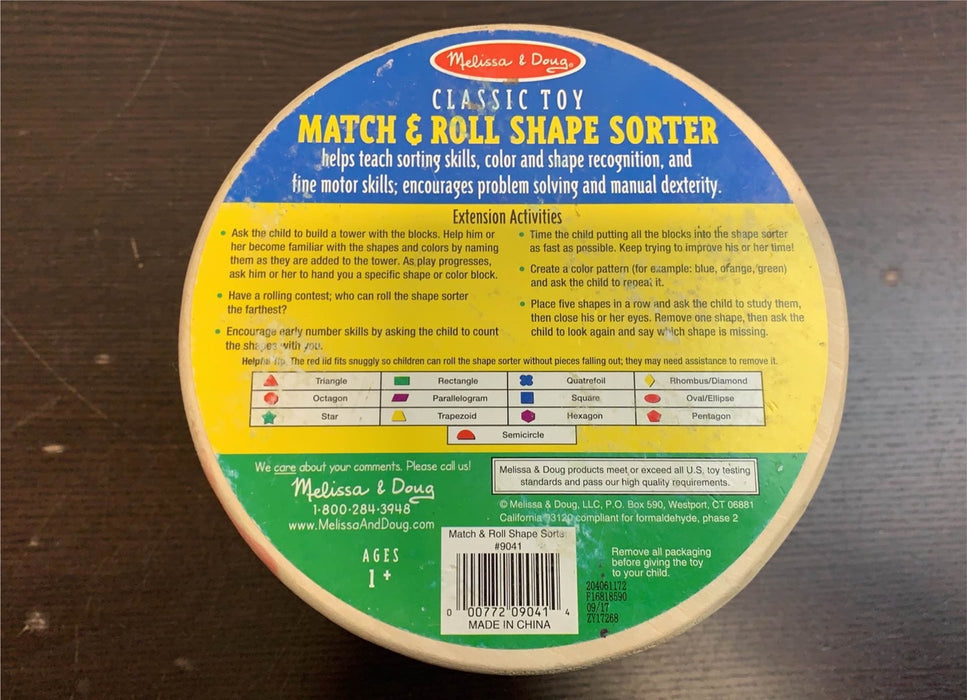 Melissa & Doug®
CLASSIC TOY
MATCH & ROLL SHAPE SORTER
helps teach sorting skills, color and shape recognition, and
fine motor skills; encourages problem solving and manual dexterity.
Extension Activities
• Ask the child to build a tower with the blocks. Help him or
her become familiar with the shapes and colors by naming
them as they are added to the tower. As play progresses,
ask him or her to hand you a specific shape or color block.
• Have a rolling contest; who can roll the shape sorter
the farthest?
• Encourage early number skills by asking the child to count
the shapes with you.
• Time the child putting all the blocks into the shape sorter
as fast as possible. Keep trying to improve his or her time!
• Create a color pattern (for example: blue, orange, green)
and ask the child to repeat it.
• Place five shapes in a row and ask the child to study them,
then close his or her eyes. Remove one shape, then ask the
child to look again and say which shape is missing.
Helpful Tip: The red lid fits snuggly so children can roll the shape sorter without pieces falling out; they may need assistance to remove it.
Triangle Rectangle Quatrefoil Rhombus/Diamond
Octagon Parallelogram Square Oval/Ellipse
Star Trapezoid Hexagon Pentagon
Semicircle
We care about your comments. Please call us!
Melissa & Doug
1-800-284-3948
www.MelissaAndDoug.com
AGES
1+
Melissa & Doug products meet or exceed all U.S. toy testing
standards and pass our high quality requirements.
© Melissa & Doug, LLC, P.O. Box 590, Westport, CT 06881
California 93120 compliant for formaldehyde, phase 2
Match & Roll Shape Sorter
#9041
0 00772 09041 4
MADE IN CHINA
Remove all packaging
before giving the toy
to your child.
204061172
F16818590
09/17
ZY17268